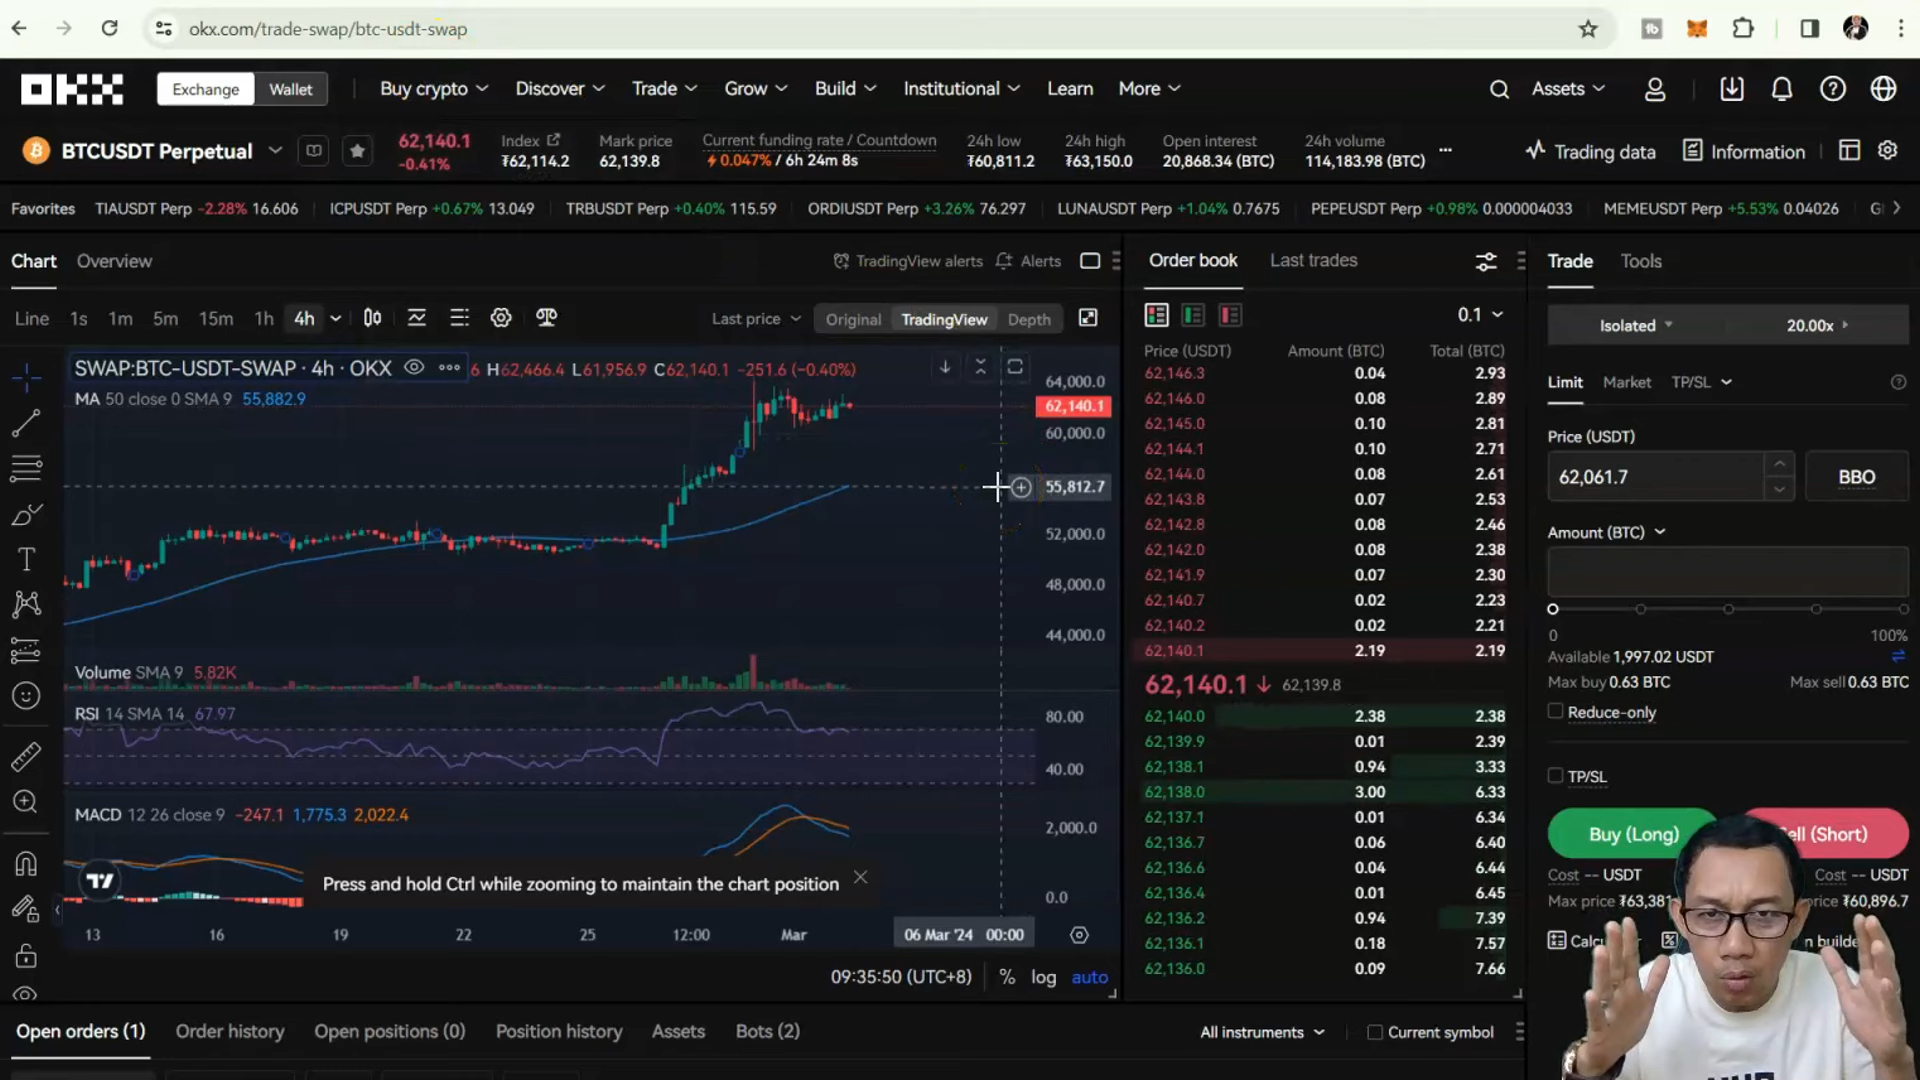 okx.com/trade-swap/btc-usdt-swap
OKX Exchange Wallet Buy crypto Discover Trade Grow Build Institutional Learn More Assets
BTCUSDT Perpetual
62,140.1
-0.41%
Index
₮62,114.2
Mark price
62,139.8
Current funding rate / Countdown
0.047% / 6h 24m 8s
24h low
₮60,811.2
24h high
₮63,150.0
Open interest
20,868.34 (BTC)
24h volume
114,183.98 (BTC)
Trading data Information
Favorites TIAUSDT Perp -2.28% 16.606 ICPUSDT Perp +0.67% 13.049 TRBUSDT Perp +0.40% 115.59 ORDIUSDT Perp +3.26% 76.297 LUNAUSDT Perp +1.04% 0.7675 PEPEUSDT Perp +0.98% 0.000004033 MEMEUSDT Perp +5.53% 0.04026
Chart Overview TradingView alerts Alerts
Line 1s 1m 5m 15m 1h 4h Last price Original TradingView Depth
SWAP:BTC-USDT-SWAP · 4h · OKX 6 H62,466.4 L61,956.9 C62,140.1 -251.6 (-0.40%)
MA 50 close 0 SMA 9 55,882.9
64,000.0
62,140.1
60,000.0
55,812.7
52,000.0
48,000.0
44,000.0
Volume SMA 9 5.82K
RSI 14 SMA 14 67.97
80.00
40.00
MACD 12 26 close 9 -247.1 1,775.3 2,022.4
2,000.0
0.0
Press and hold Ctrl while zooming to maintain the chart position
13 16 19 22 25 12:00 Mar 06 Mar '24 00:00
09:35:50 (UTC+8) % log auto
Order book Last trades
0.1
Price (USDT) Amount (BTC) Total (BTC)
62,146.3 0.04 2.93
62,146.0 0.08 2.89
62,145.0 0.10 2.81
62,144.1 0.10 2.71
62,144.0 0.08 2.61
62,143.8 0.07 2.53
62,142.8 0.08 2.46
62,142.0 0.08 2.38
62,141.9 0.07 2.30
62,140.7 0.02 2.23
62,140.2 0.02 2.21
62,140.1 2.19 2.19
62,140.1 62,139.8
62,140.0 2.38 2.38
62,139.9 0.01 2.39
62,138.1 0.94 3.33
62,138.0 3.00 6.33
62,137.1 0.01 6.34
62,136.7 0.06 6.40
62,136.6 0.04 6.44
62,136.4 0.01 6.45
62,136.2 0.94 7.39
62,136.1 0.18 7.57
62,136.0 0.09 7.66
Trade Tools
Isolated 20.00x
Limit Market TP/SL
Price (USDT)
62,061.7 BBO
Amount (BTC)
0 100%
Available 1,997.02 USDT
Max buy 0.63 BTC Max sell 0.63 BTC
Reduce-only
TP/SL
Buy (Long) ell (Short)
Cost -- USDT Cost -- USDT
Max price ₮63,381 price ₮60,896.7
Open orders (1) Order history Open positions (0) Position history Assets Bots (2) All instruments Current symbol